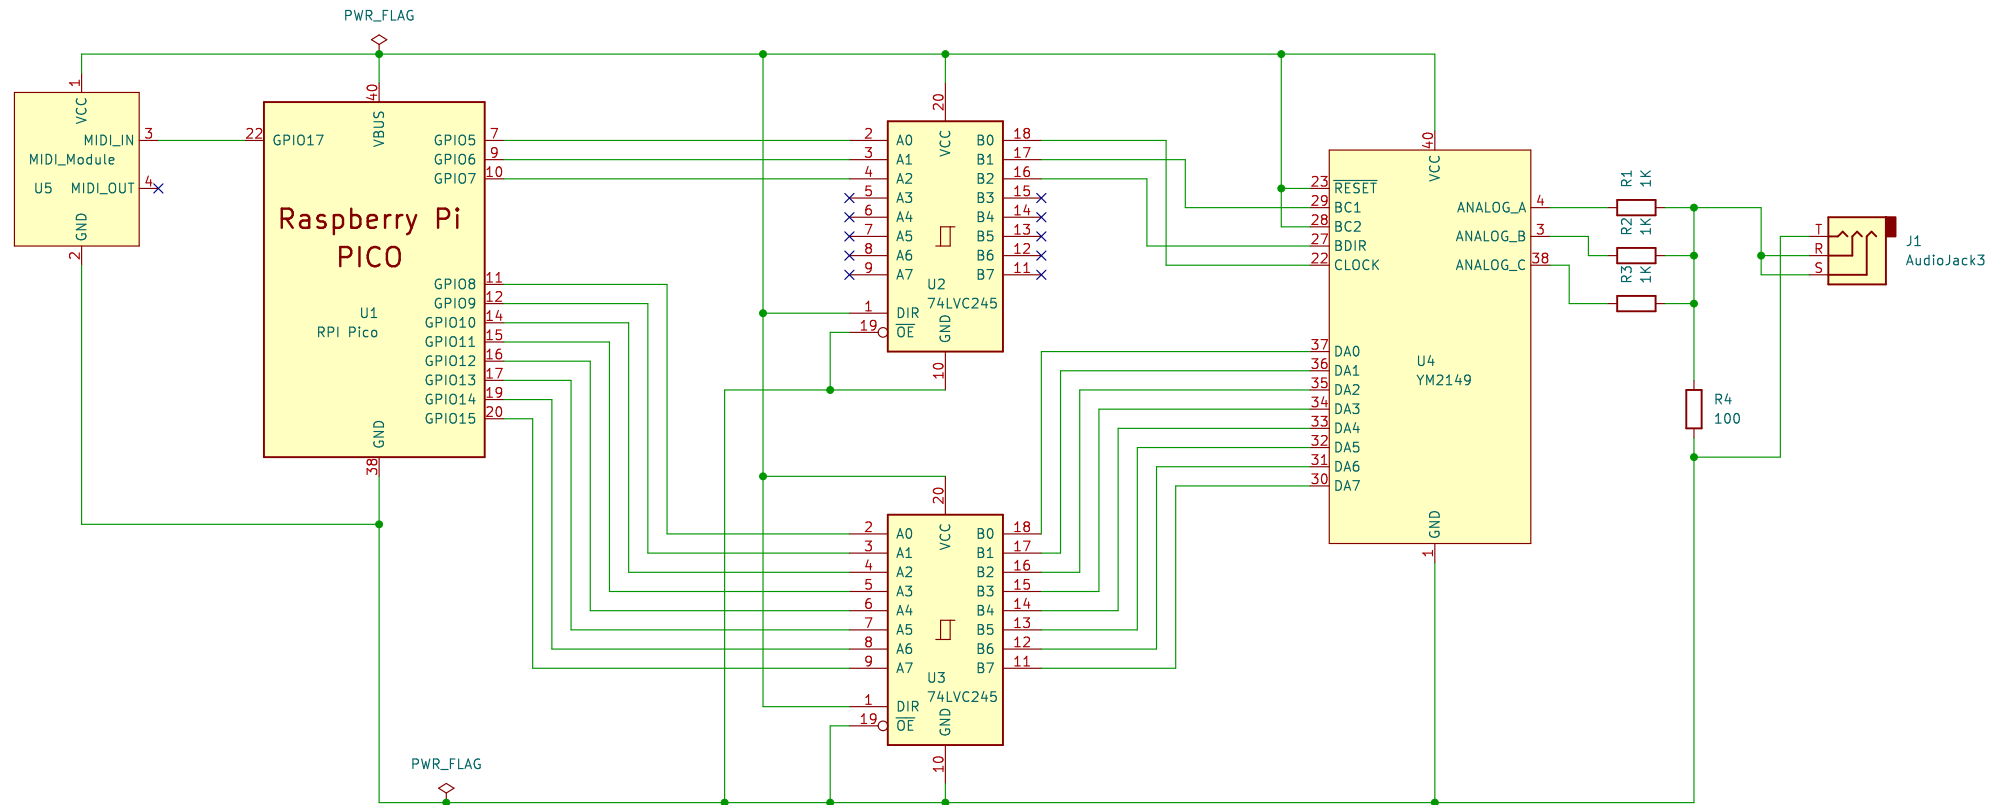 PWR_FLAG
1
VCC
MIDI_IN
3
MIDI_Module
U5
MIDI_OUT
4
GND
2
40
VBUS
22
GPIO17
GPIO5
7
GPIO6
9
GPIO7
10
Raspberry Pi
PICO
GPIO8
11
GPIO9
12
U1
GPIO10
14
RPI Pico
GPIO11
15
GPIO12
16
GPIO13
17
GPIO14
19
GPIO15
20
GND
38
20
VCC
2
A0
B0
18
3
A1
B1
17
4
A2
B2
16
5
A3
B3
15
6
A4
B4
14
7
A5
B5
13
8
A6
B6
12
9
A7
B7
11
U2
74LVC245
1
DIR
19
OE
GND
10
20
VCC
2
A0
B0
18
3
A1
B1
17
4
A2
B2
16
5
A3
B3
15
6
A4
B4
14
7
A5
B5
13
8
A6
B6
12
9
A7
B7
11
U3
74LVC245
1
DIR
19
OE
GND
10
40
VCC
23
RESET
29
BC1
28
BC2
27
BDIR
22
CLOCK
ANALOG_A
4
ANALOG_B
3
ANALOG_C
38
37
DA0
36
DA1
35
DA2
34
DA3
33
DA4
32
DA5
31
DA6
30
DA7
U4
YM2149
GND
1
R1
1K
R2
1K
R3
1K
R4
100
T
R
S
J1
AudioJack3
PWR_FLAG